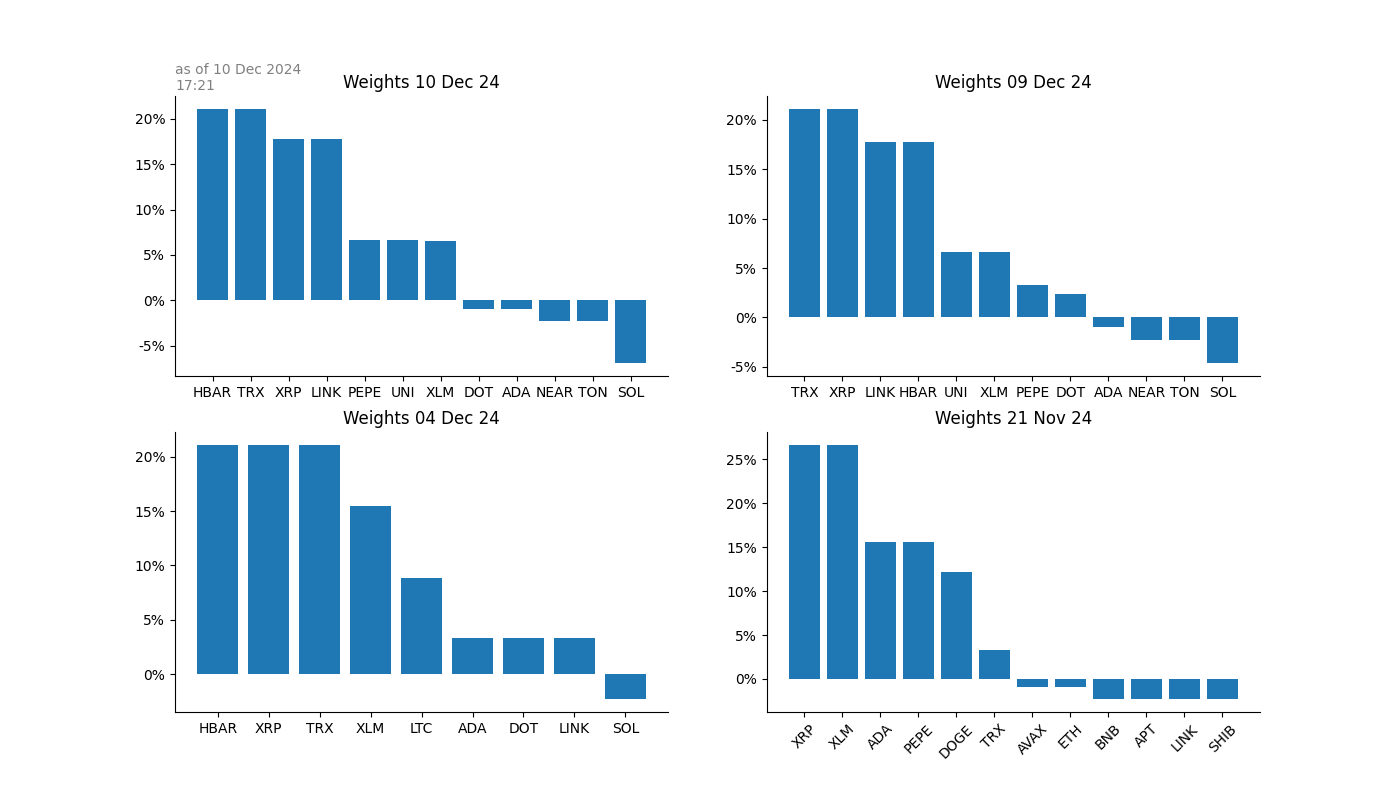 as of 10 Dec 2024
17:21
Weights 10 Dec 24
20%
15%
10%
5%
0%
-5%
HBAR TRX XRP LINK PEPE UNI XLM DOT ADA NEAR TON SOL
Weights 09 Dec 24
20%
15%
10%
5%
0%
-5%
TRX XRP LINK HBAR UNI XLM PEPE DOT ADA NEAR TON SOL
Weights 04 Dec 24
20%
15%
10%
5%
0%
HBAR XRP TRX XLM LTC ADA DOT LINK SOL
Weights 21 Nov 24
25%
20%
15%
10%
5%
0%
XRP XLM ADA PEPE DOGE TRX AVAX ETH BNB APT LINK SHIB